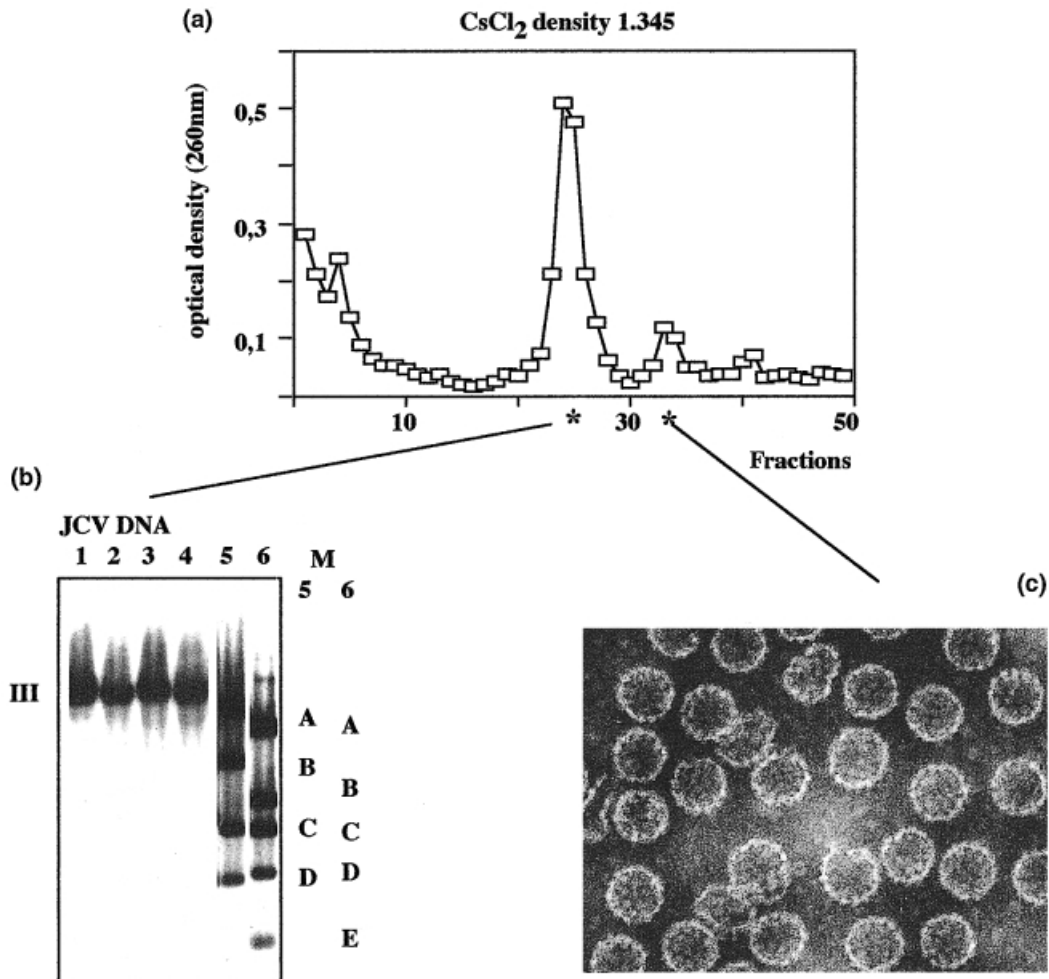 (a)
CsCl2 density 1.345
optical density (260nm)
0,5
0,3
0,1
10 * 30 * 50
Fractions
(b)
JCV DNA
1 2 3 4 5 6 M
5 6
III
A A
B B
C C
D D
E
(c)